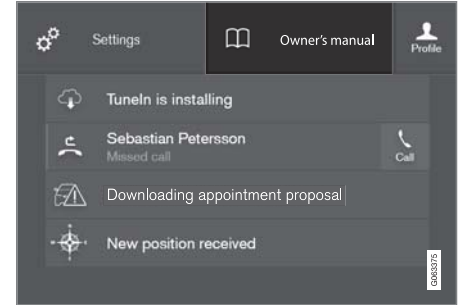 Settings
Owner's manual
Profile
TuneIn is installing
Sebastian Petersson
Missed call
Call
Downloading appointment proposal
New position received
G063375